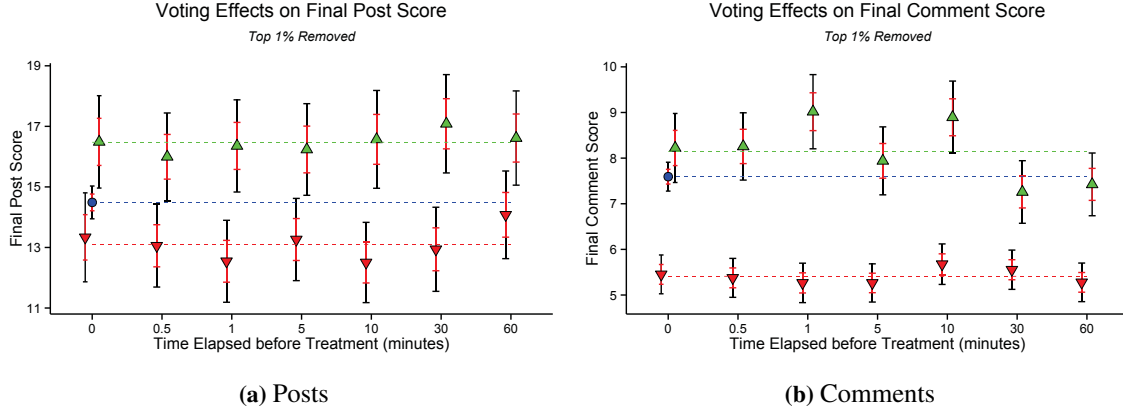 Voting Effects on Final Post Score
Top 1% Removed
Final Post Score
19
17
15
13
11
0 0.5 1 5 10 30 60
Time Elapsed before Treatment (minutes)
(a) Posts
Voting Effects on Final Comment Score
Top 1% Removed
Final Comment Score
10
9
8
7
6
5
0 0.5 1 5 10 30 60
Time Elapsed before Treatment (minutes)
(b) Comments